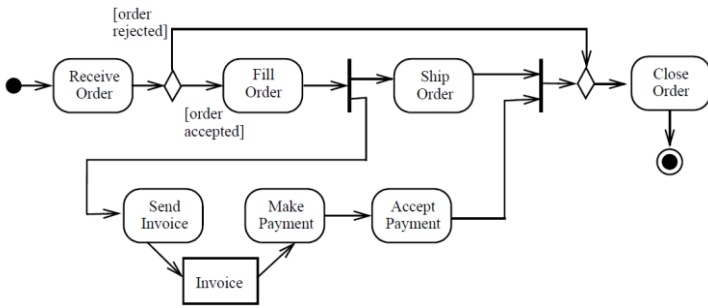 [order
rejected]
Receive
Order
Fill
Order
Ship
Order
Close
Order
[order
accepted]
Send
Invoice
Make
Payment
Accept
Payment
Invoice